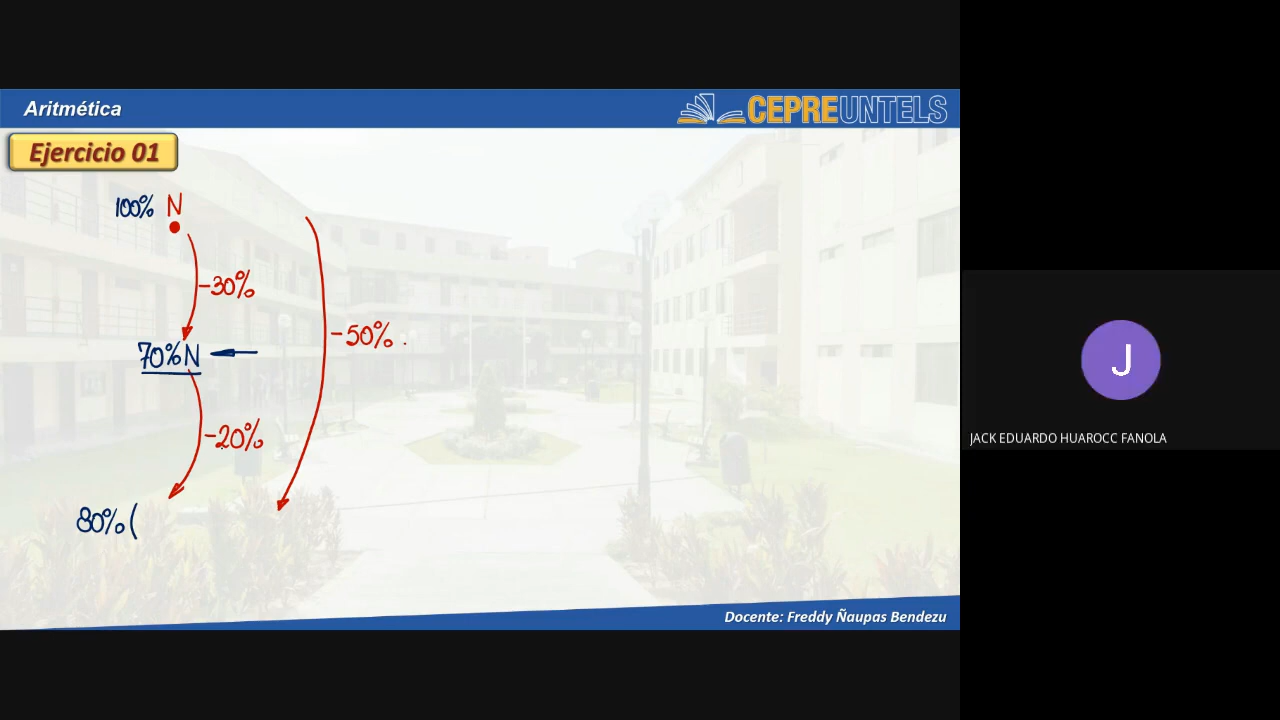 Aritmética
CEPREUNTELS
Ejercicio 01
100% N
-30%
-50%
70%N
-20%
80%(
Docente: Freddy Ñaupas Bendezu
J
JACK EDUARDO HUAROCC FANOLA